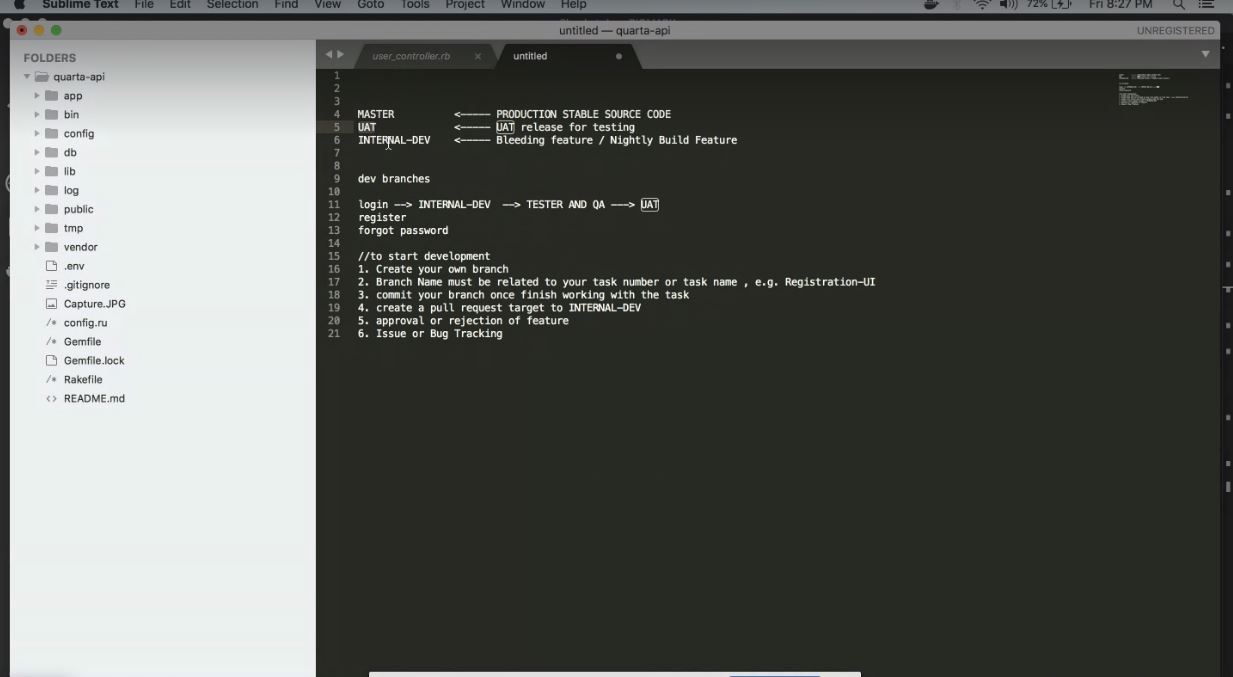 Sublime Text File Edit Selection Find View Goto Tools Project Window Help 72% Fri 8:27 PM
untitled — quarta-api UNREGISTERED
FOLDERS
quarta-api
app
bin
config
db
lib
log
public
tmp
vendor
.env
.gitignore
Capture.JPG
config.ru
Gemfile
Gemfile.lock
Rakefile
README.md
user_controller.rb × untitled
1
2
3
4 MASTER <----- PRODUCTION STABLE SOURCE CODE
5 UAT <----- UAT release for testing
6 INTERNAL-DEV <----- Bleeding feature / Nightly Build Feature
7
8
9 dev branches
10
11 login --> INTERNAL-DEV --> TESTER AND QA ---> UAT
12 register
13 forgot password
14
15 //to start development
16 1. Create your own branch
17 2. Branch Name must be related to your task number or task name , e.g. Registration-UI
18 3. commit your branch once finish working with the task
19 4. create a pull request target to INTERNAL-DEV
20 5. approval or rejection of feature
21 6. Issue or Bug Tracking